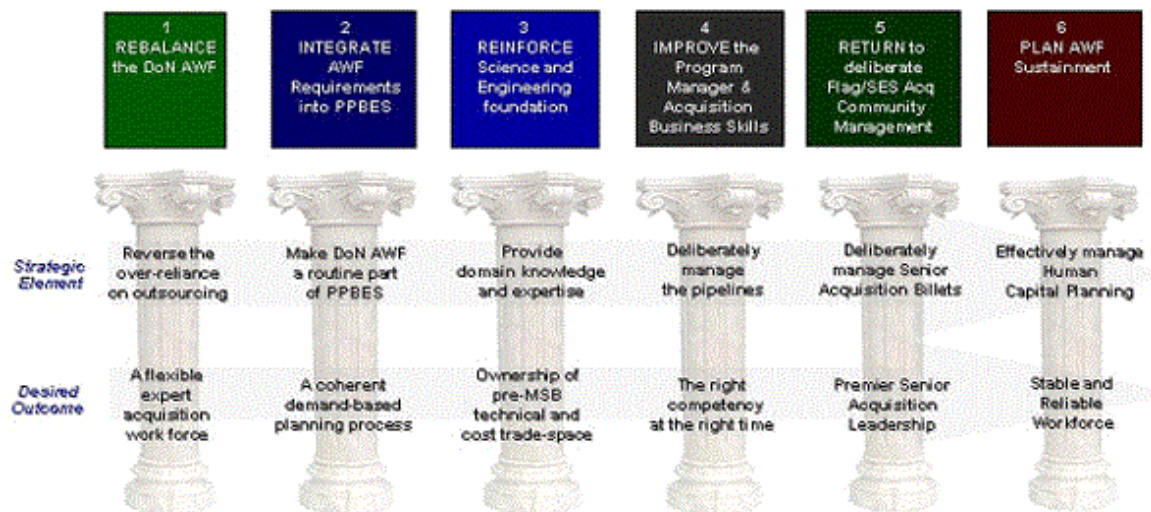 1
REBALANCE
the DoN AWF
2
INTEGRATE
AWF
Requirements
into PPBES
3
REINFORCE
Science and
Engineering
foundation
4
IMPROVE the
Program
Manager &
Acquisition
Business Skills
5
RETURN to
deliberate
Flag/SES Acq
Community
Management
6
PLAN AWF
Sustainment
Strategic
Element
Reverse the
over-reliance
on outsourcing
Make DoN AWF
a routine part
of PPBES
Provide
domain knowledge
and expertise
Deliberately
manage
the pipelines
Deliberately
manage Senior
Acquisition Billets
Effectively manage
Human
Capital Planning
Desired
Outcome
A flexible
expert
acquisition
work force
A coherent
demand-based
planning process
Ownership of
pre-MSB
technical and
cost trade-space
The right
competency
at the right time
Premier Senior
Acquisition
Leadership
Stable and
Reliable
Workforce